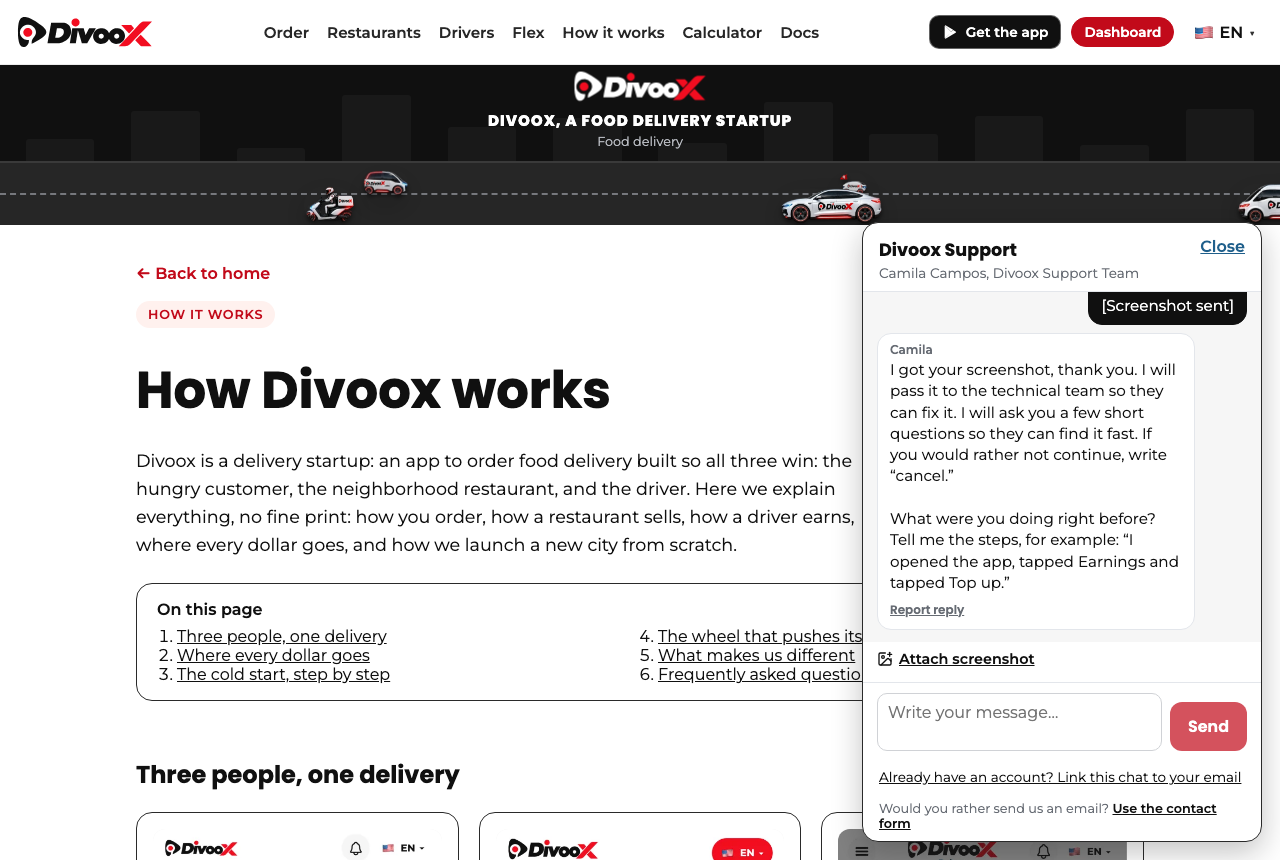 DivooX
Order
Restaurants
Drivers
Flex
How it works
Calculator
Docs
Get the app
Dashboard
EN
DivooX
DIVOOX, A FOOD DELIVERY STARTUP
Food delivery
← Back to home
HOW IT WORKS
How Divoox works
Divoox is a delivery startup: an app to order food delivery built so all three win: the
hungry customer, the neighborhood restaurant, and the driver. Here we explain
everything, no fine print: how you order, how a restaurant sells, how a driver earns,
where every dollar goes, and how we launch a new city from scratch.
On this page
1. Three people, one delivery
2. Where every dollar goes
3. The cold start, step by step
4. The wheel that pushes its
5. What makes us different
6. Frequently asked questio
Three people, one delivery
DivooX
EN
DivooX
EN
DivooX
EN
Divoox Support
Close
Camila Campos, Divoox Support Team
[Screenshot sent]
Camila
I got your screenshot, thank you. I will
pass it to the technical team so they
can fix it. I will ask you a few short
questions so they can find it fast. If
you would rather not continue, write
“cancel.”
What were you doing right before?
Tell me the steps, for example: “I
opened the app, tapped Earnings and
tapped Top up.”
Report reply
Attach screenshot
Write your message…
Send
Already have an account? Link this chat to your email
Would you rather send us an email? Use the contact
form